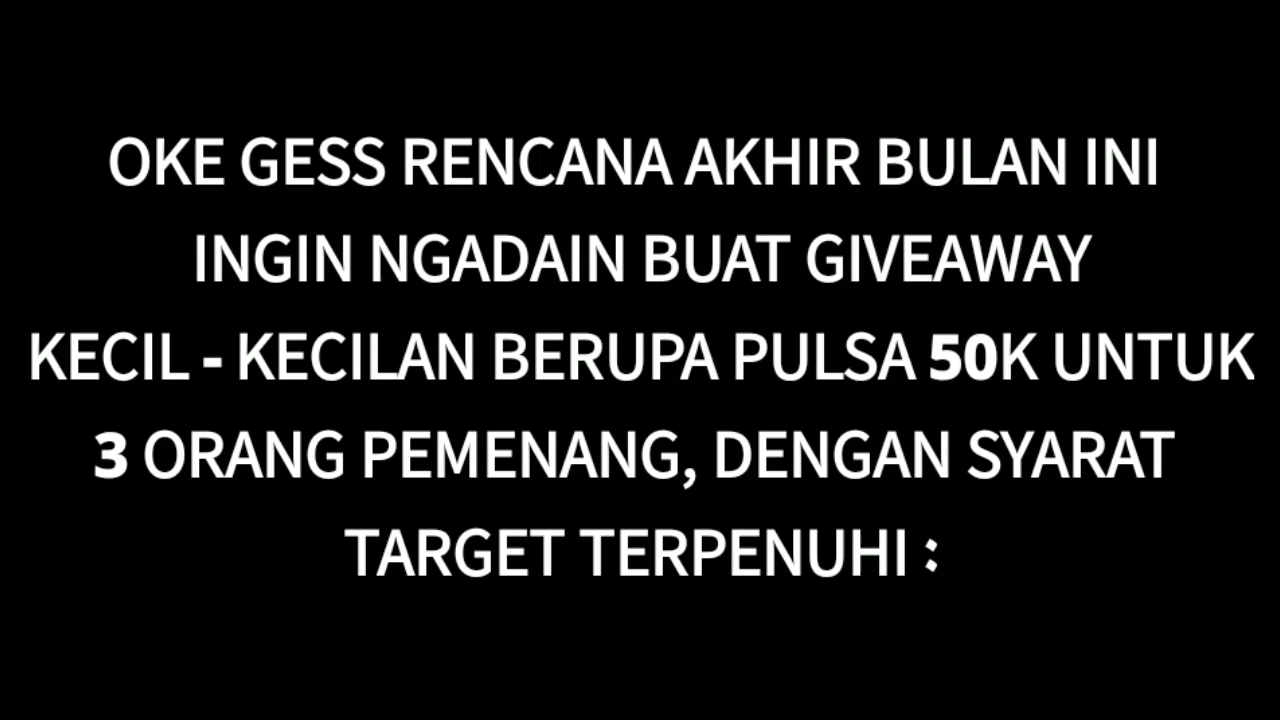 OKE GESS RENCANA AKHIR BULAN INI
INGIN NGADAIN BUAT GIVEAWAY
KECIL - KECILAN BERUPA PULSA 50K UNTUK
3 ORANG PEMENANG, DENGAN SYARAT
TARGET TERPENUHI :